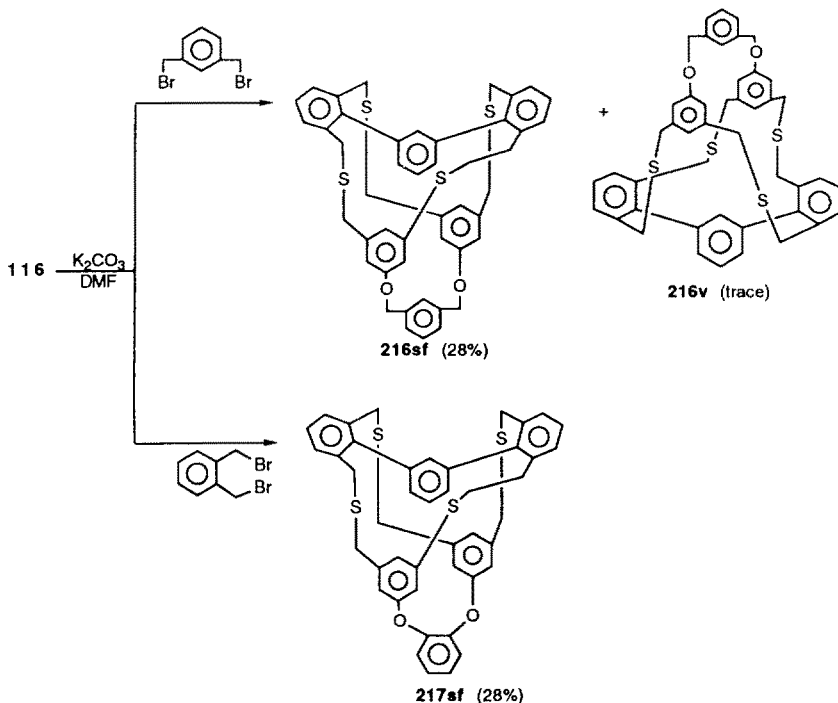 Br Br
S S
S S
O O
216sf (28%)
+
O O
S S
S S
216v (trace)
116 K2CO3
DMF
Br
Br
S S
S S
O O
217sf (28%)